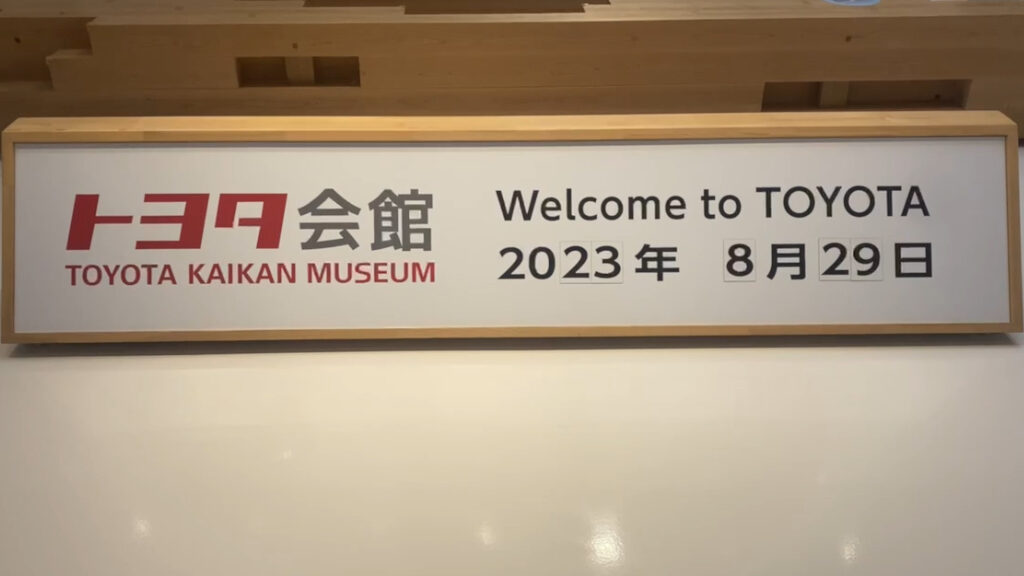 トヨタ会館
TOYOTA KAIKAN MUSEUM
Welcome to TOYOTA
2023年 8月29日